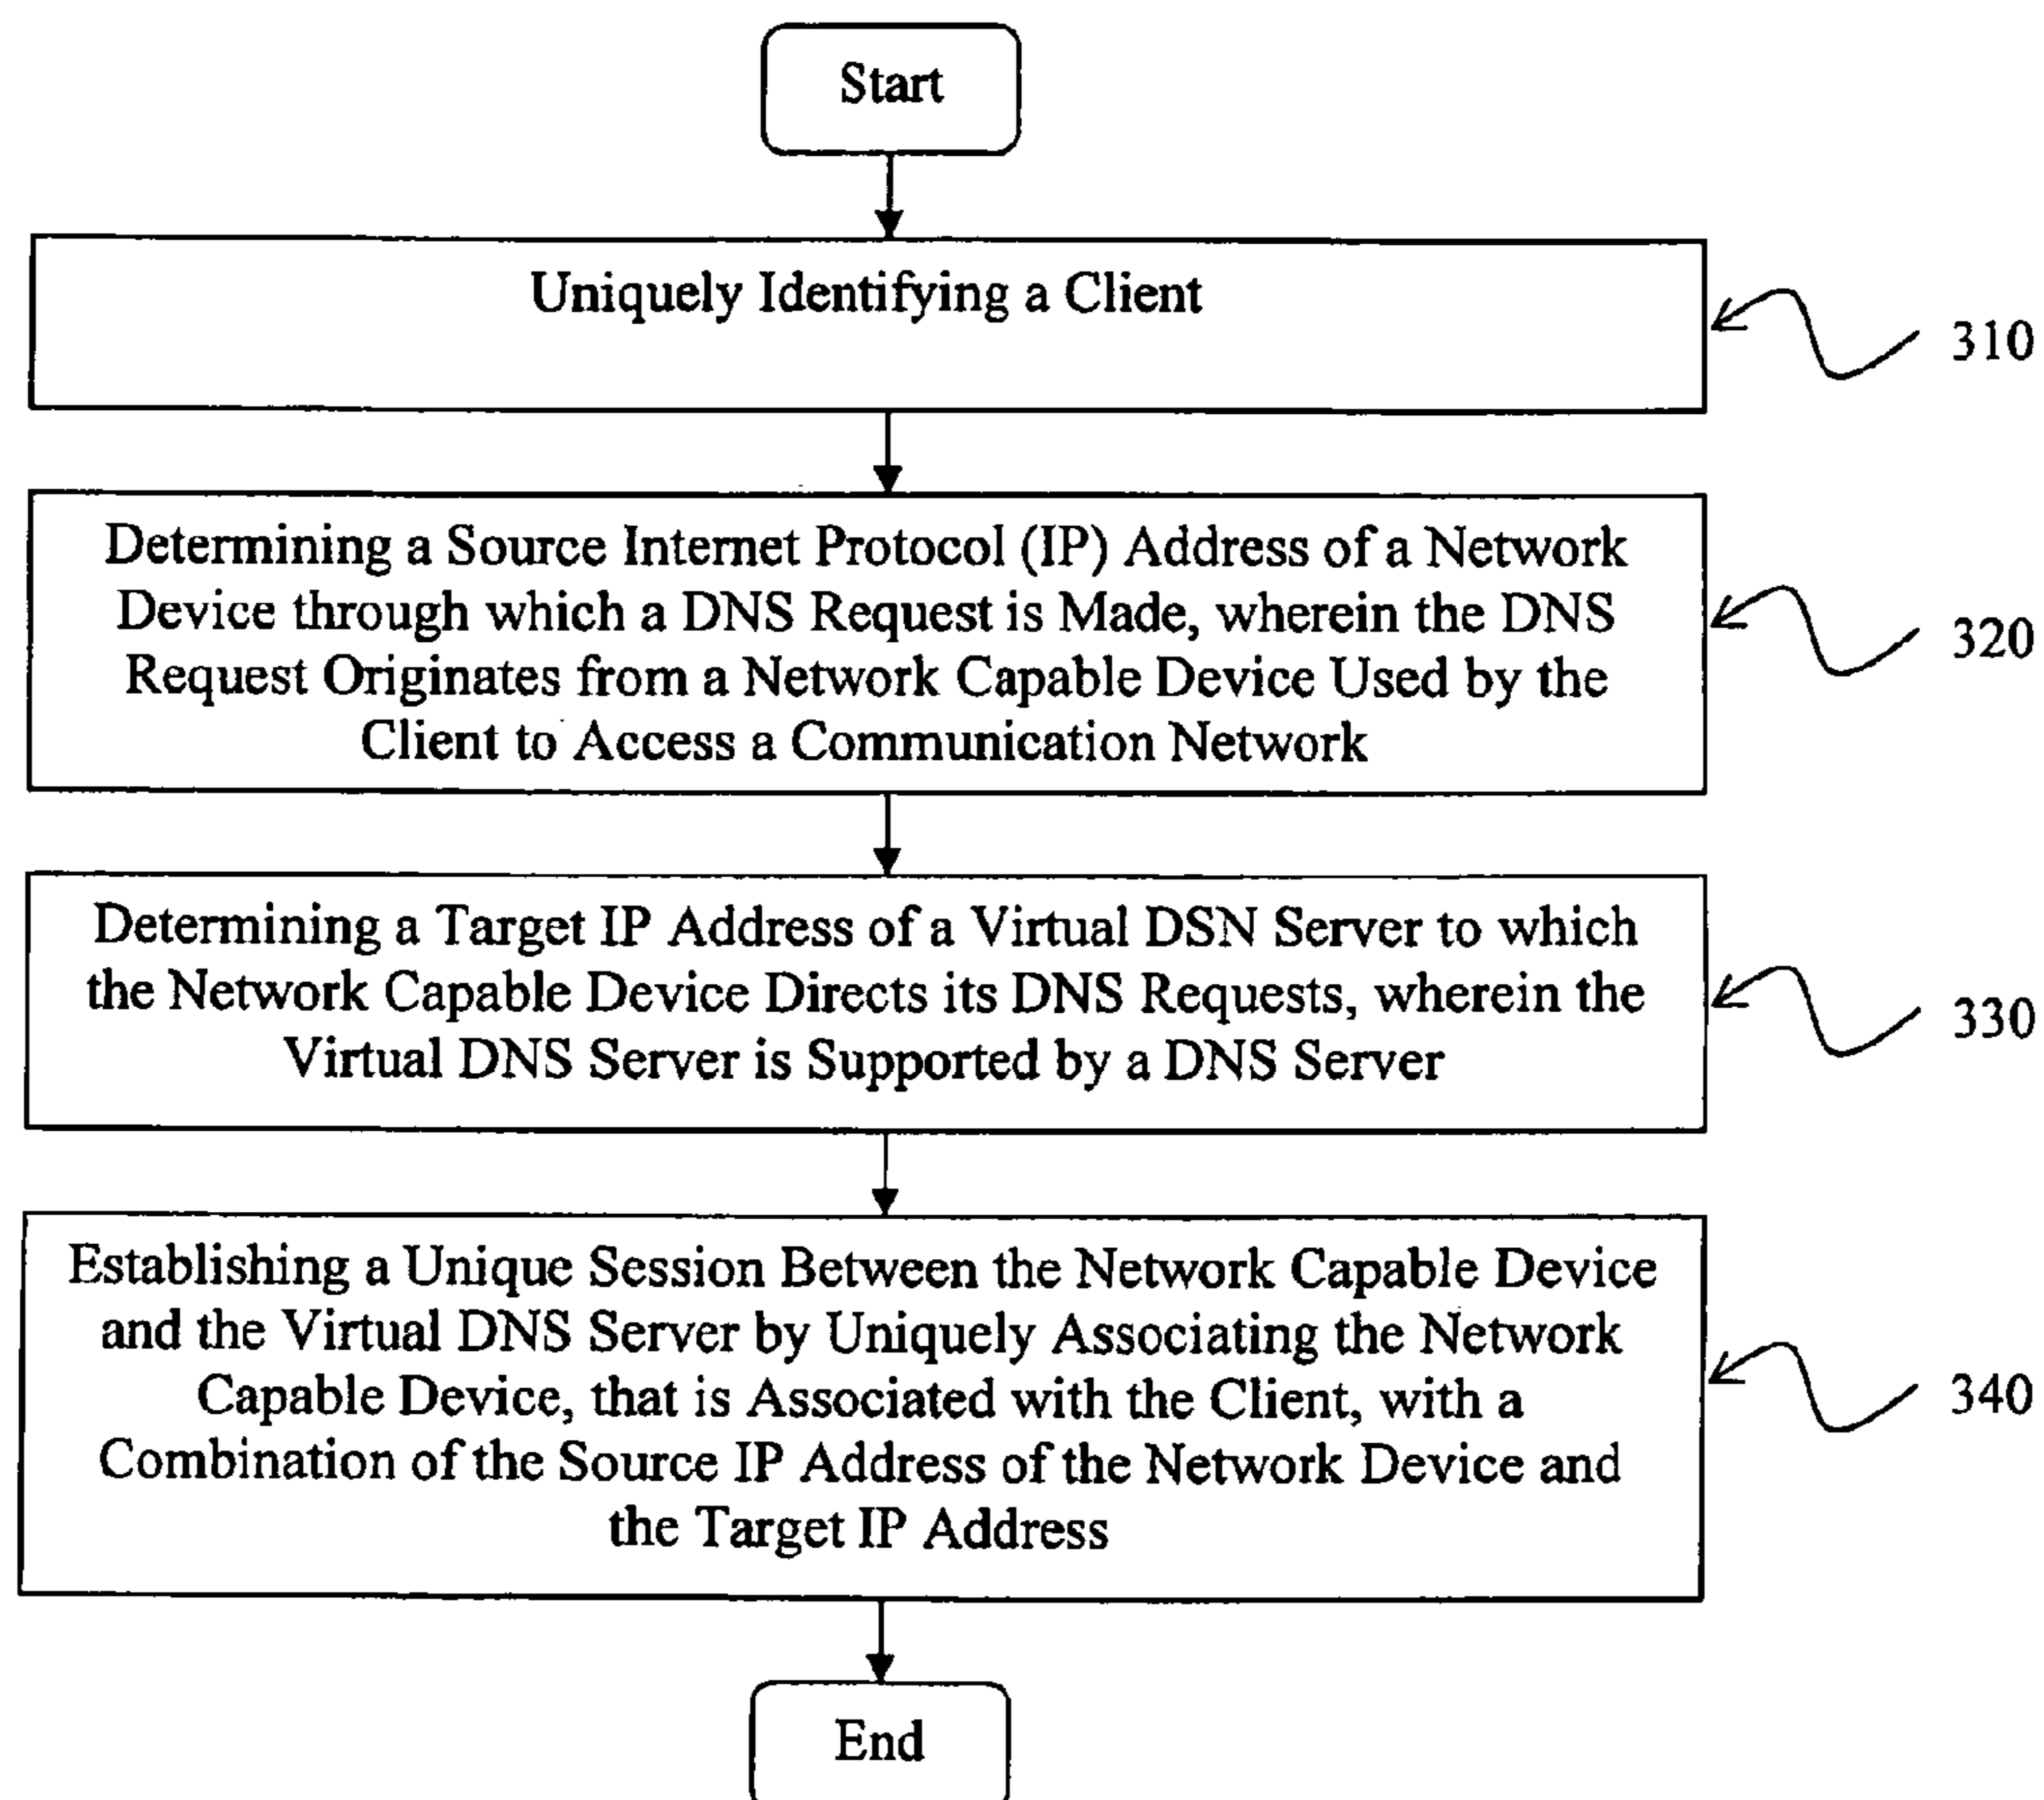 Start
Uniquely Identifying a Client
310
Determining a Source Internet Protocol (IP) Address of a Network
Device through which a DNS Request is Made, wherein the DNS
Request Originates from a Network Capable Device Used by the
Client to Access a Communication Network
320
Determining a Target IP Address of a Virtual DSN Server to which
the Network Capable Device Directs its DNS Requests, wherein the
Virtual DNS Server is Supported by a DNS Server
330
Establishing a Unique Session Between the Network Capable Device
and the Virtual DNS Server by Uniquely Associating the Network
Capable Device, that is Associated with the Client, with a
Combination of the Source IP Address of the Network Device and
the Target IP Address
340
End